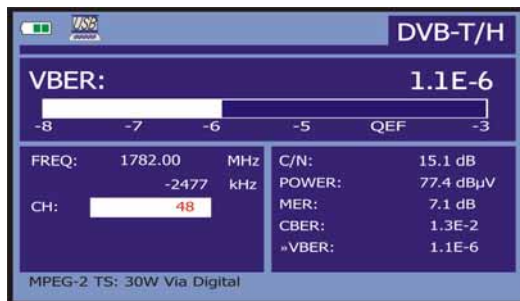 USB
DVB-T/H
VBER: 1.1E-6
-8 -7 -6 -5 QEF -3
FREQ: 1782.00 MHz
-2477 kHz
CH: 48
C/N: 15.1 dB
POWER: 77.4 dBµV
MER: 7.1 dB
CBER: 1.3E-2
»VBER: 1.1E-6
MPEG-2 TS: 30W Via Digital